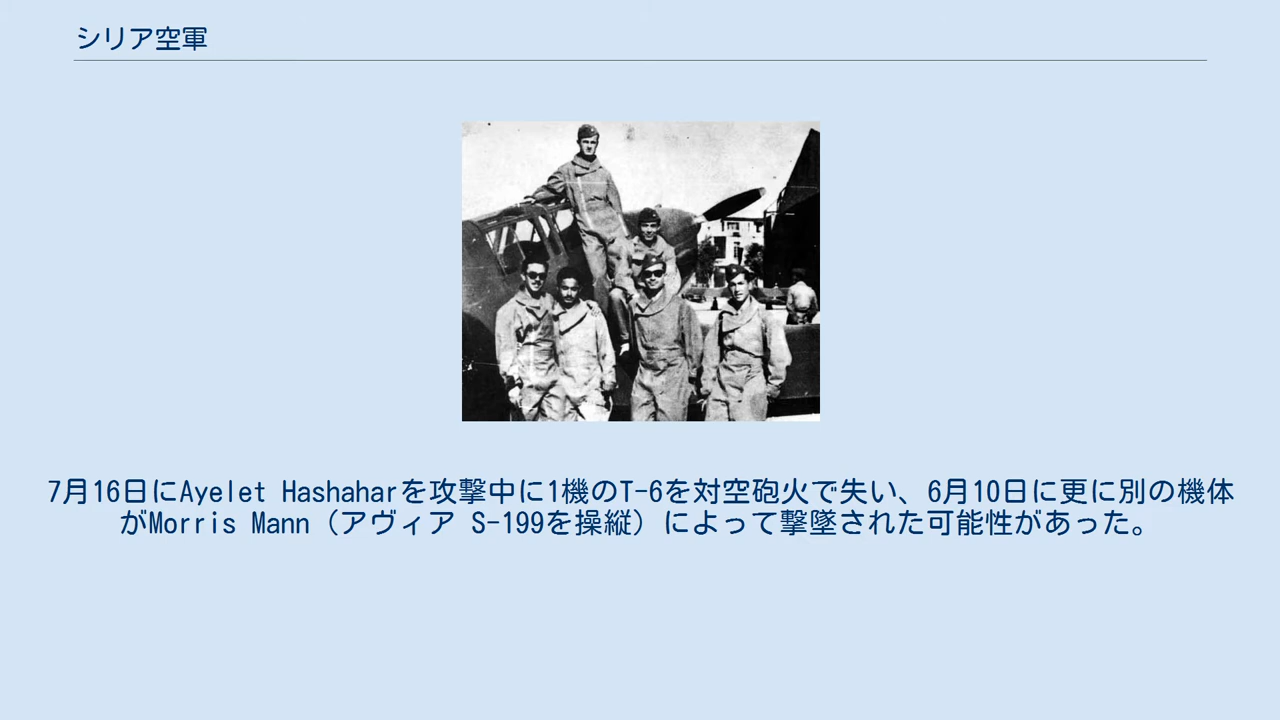 シリア空軍
7月16日にAyelet Hashaharを攻撃中に1機のT-6を対空砲火で失い、6月10日に更に別の機体
がMorris Mann（アヴィア S-199を操縦）によって撃墜された可能性があった。